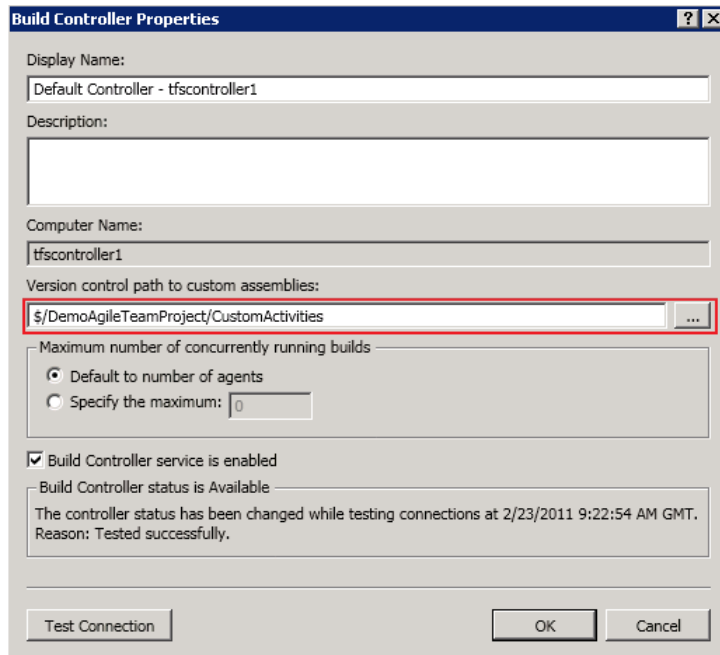 Build Controller Properties
Display Name:
Default Controller - tfscontroller1
Description:
Computer Name:
tfscontroller1
Version control path to custom assemblies:
$/DemoAgileTeamProject/CustomActivities
...
Maximum number of concurrently running builds
Default to number of agents
Specify the maximum: 0
Build Controller service is enabled
Build Controller status is Available
The controller status has been changed while testing connections at 2/23/2011 9:22:54 AM GMT.
Reason: Tested successfully.
Test Connection OK Cancel